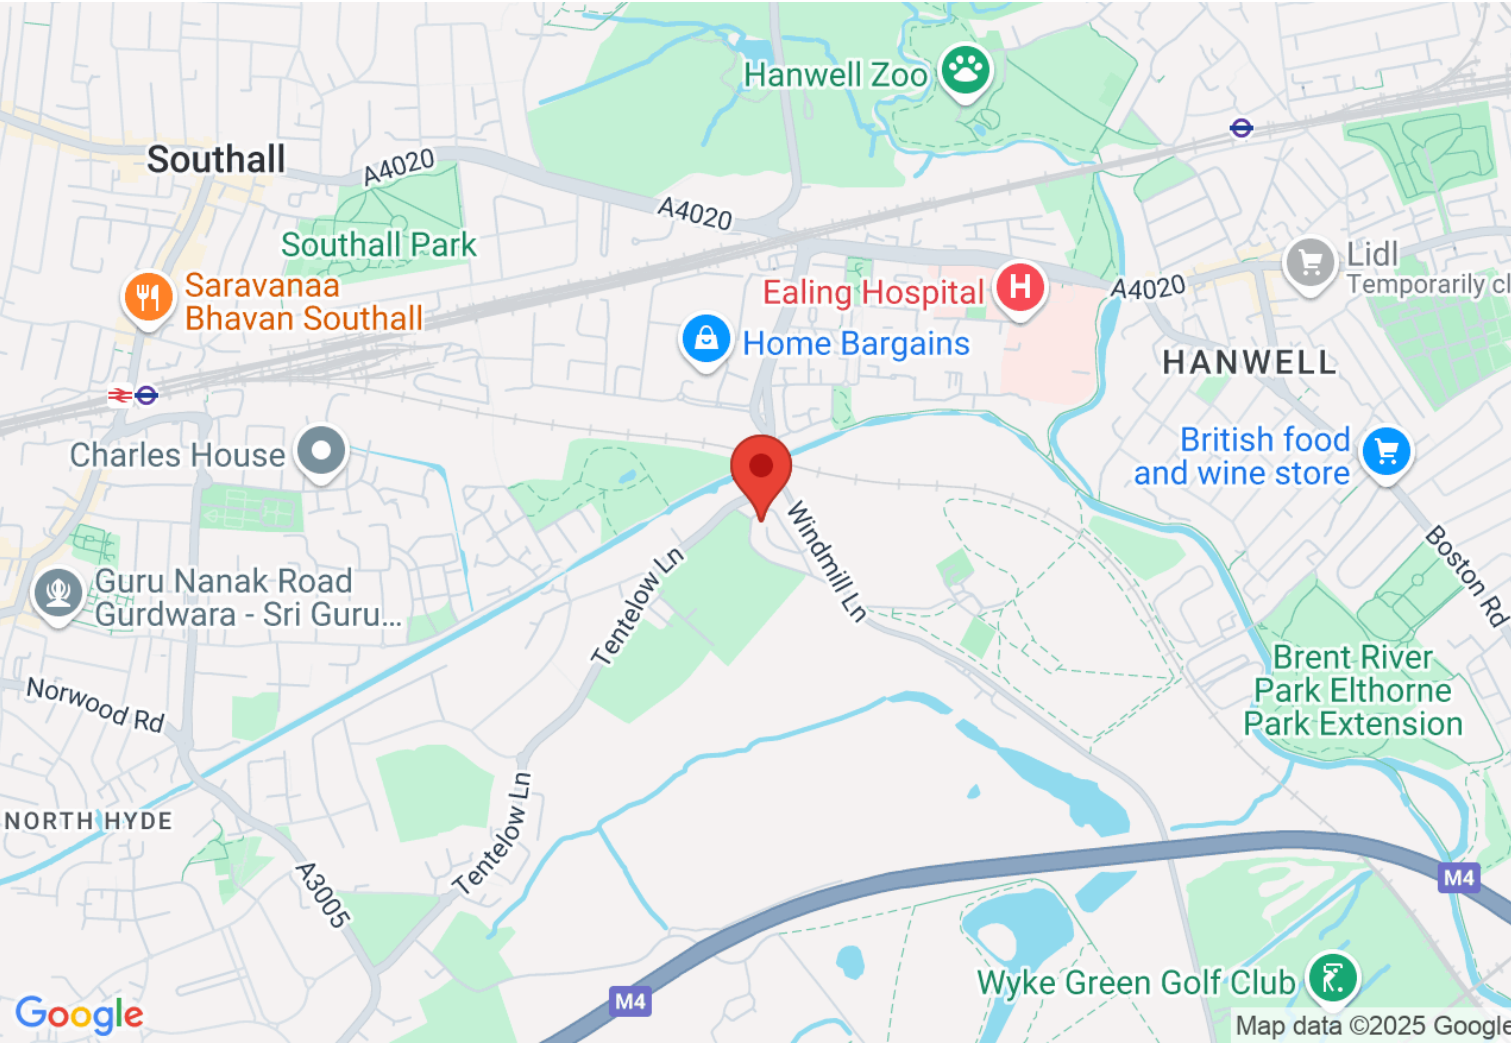 Hanwell Zoo
Southall
A4020
A4020
Southall Park
Lidl
Temporarily cl
Saravanaa
Bhavan Southall
Ealing Hospital
H
A4020
Home Bargains
HANWELL
Charles House
British food
and wine store
Windmill Ln
Boston Rd
Tentelow Ln
Guru Nanak Road
Gurdwara - Sri Guru...
Norwood Rd
Brent River
Park Elthorne
Park Extension
NORTH HYDE
Tentelow Ln
A3005
M4
M4
Wyke Green Golf Club
Google
Map data ©2025 Google